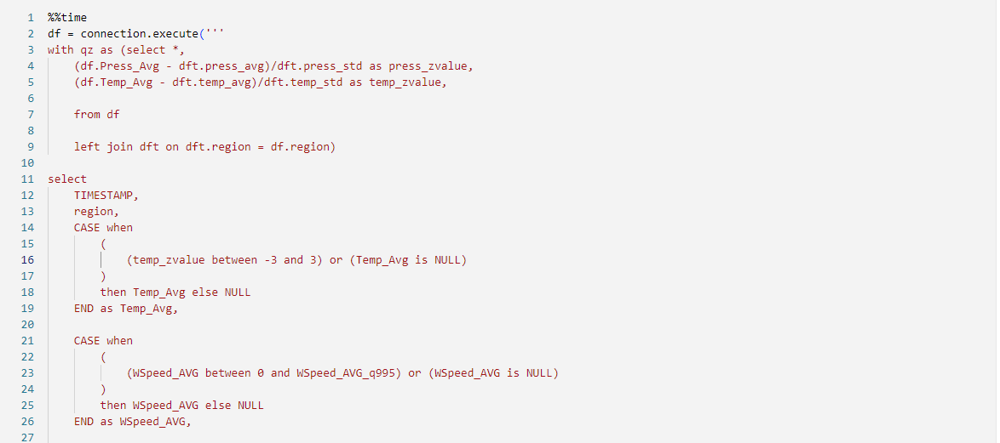 1 %%time
2 df = connection.execute('''
3 with qz as (select *,
4 (df.Press_Avg - dft.press_avg)/dft.press_std as press_zvalue,
5 (df.Temp_Avg - dft.temp_avg)/dft.temp_std as temp_zvalue,
6
7 from df
8
9 left join dft on dft.region = df.region)
10
11 select
12 TIMESTAMP,
13 region,
14 CASE when
15 (
16 (temp_zvalue between -3 and 3) or (Temp_Avg is NULL)
17 )
18 then Temp_Avg else NULL
19 END as Temp_Avg,
20
21 CASE when
22 (
23 (WSpeed_AVG between 0 and WSpeed_AVG_q995) or (WSpeed_AVG is NULL)
24 )
25 then WSpeed_AVG else NULL
26 END as WSpeed_AVG,
27